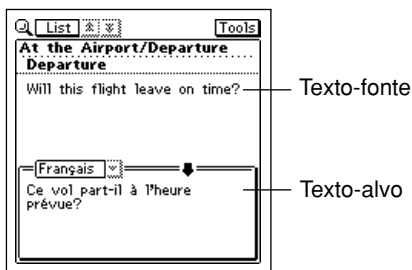 List Tools
At the Airport/Departure
Departure
Will this flight leave on time?
Texto-fonte
Français
Ce vol part-il à l'heure
prévue?
Texto-alvo